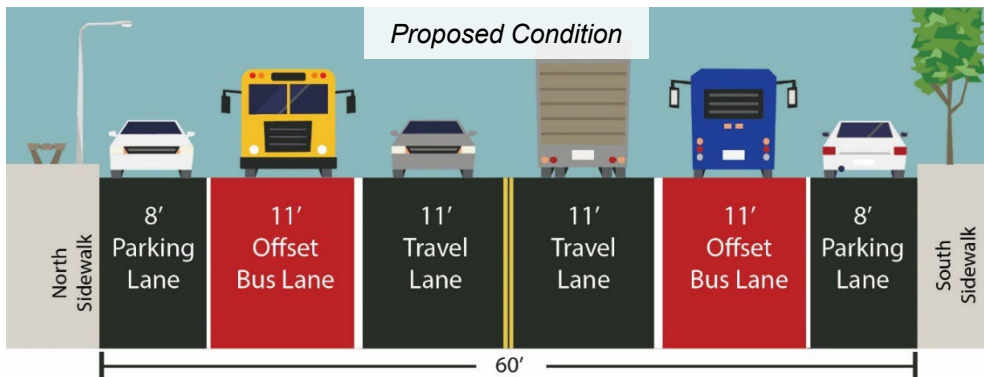 Proposed Condition
North
Sidewalk
8’
Parking
Lane
11’
Offset
Bus Lane
11’
Travel
Lane
11’
Travel
Lane
11’
Offset
Bus Lane
8’
Parking
Lane
South
Sidewalk
60’